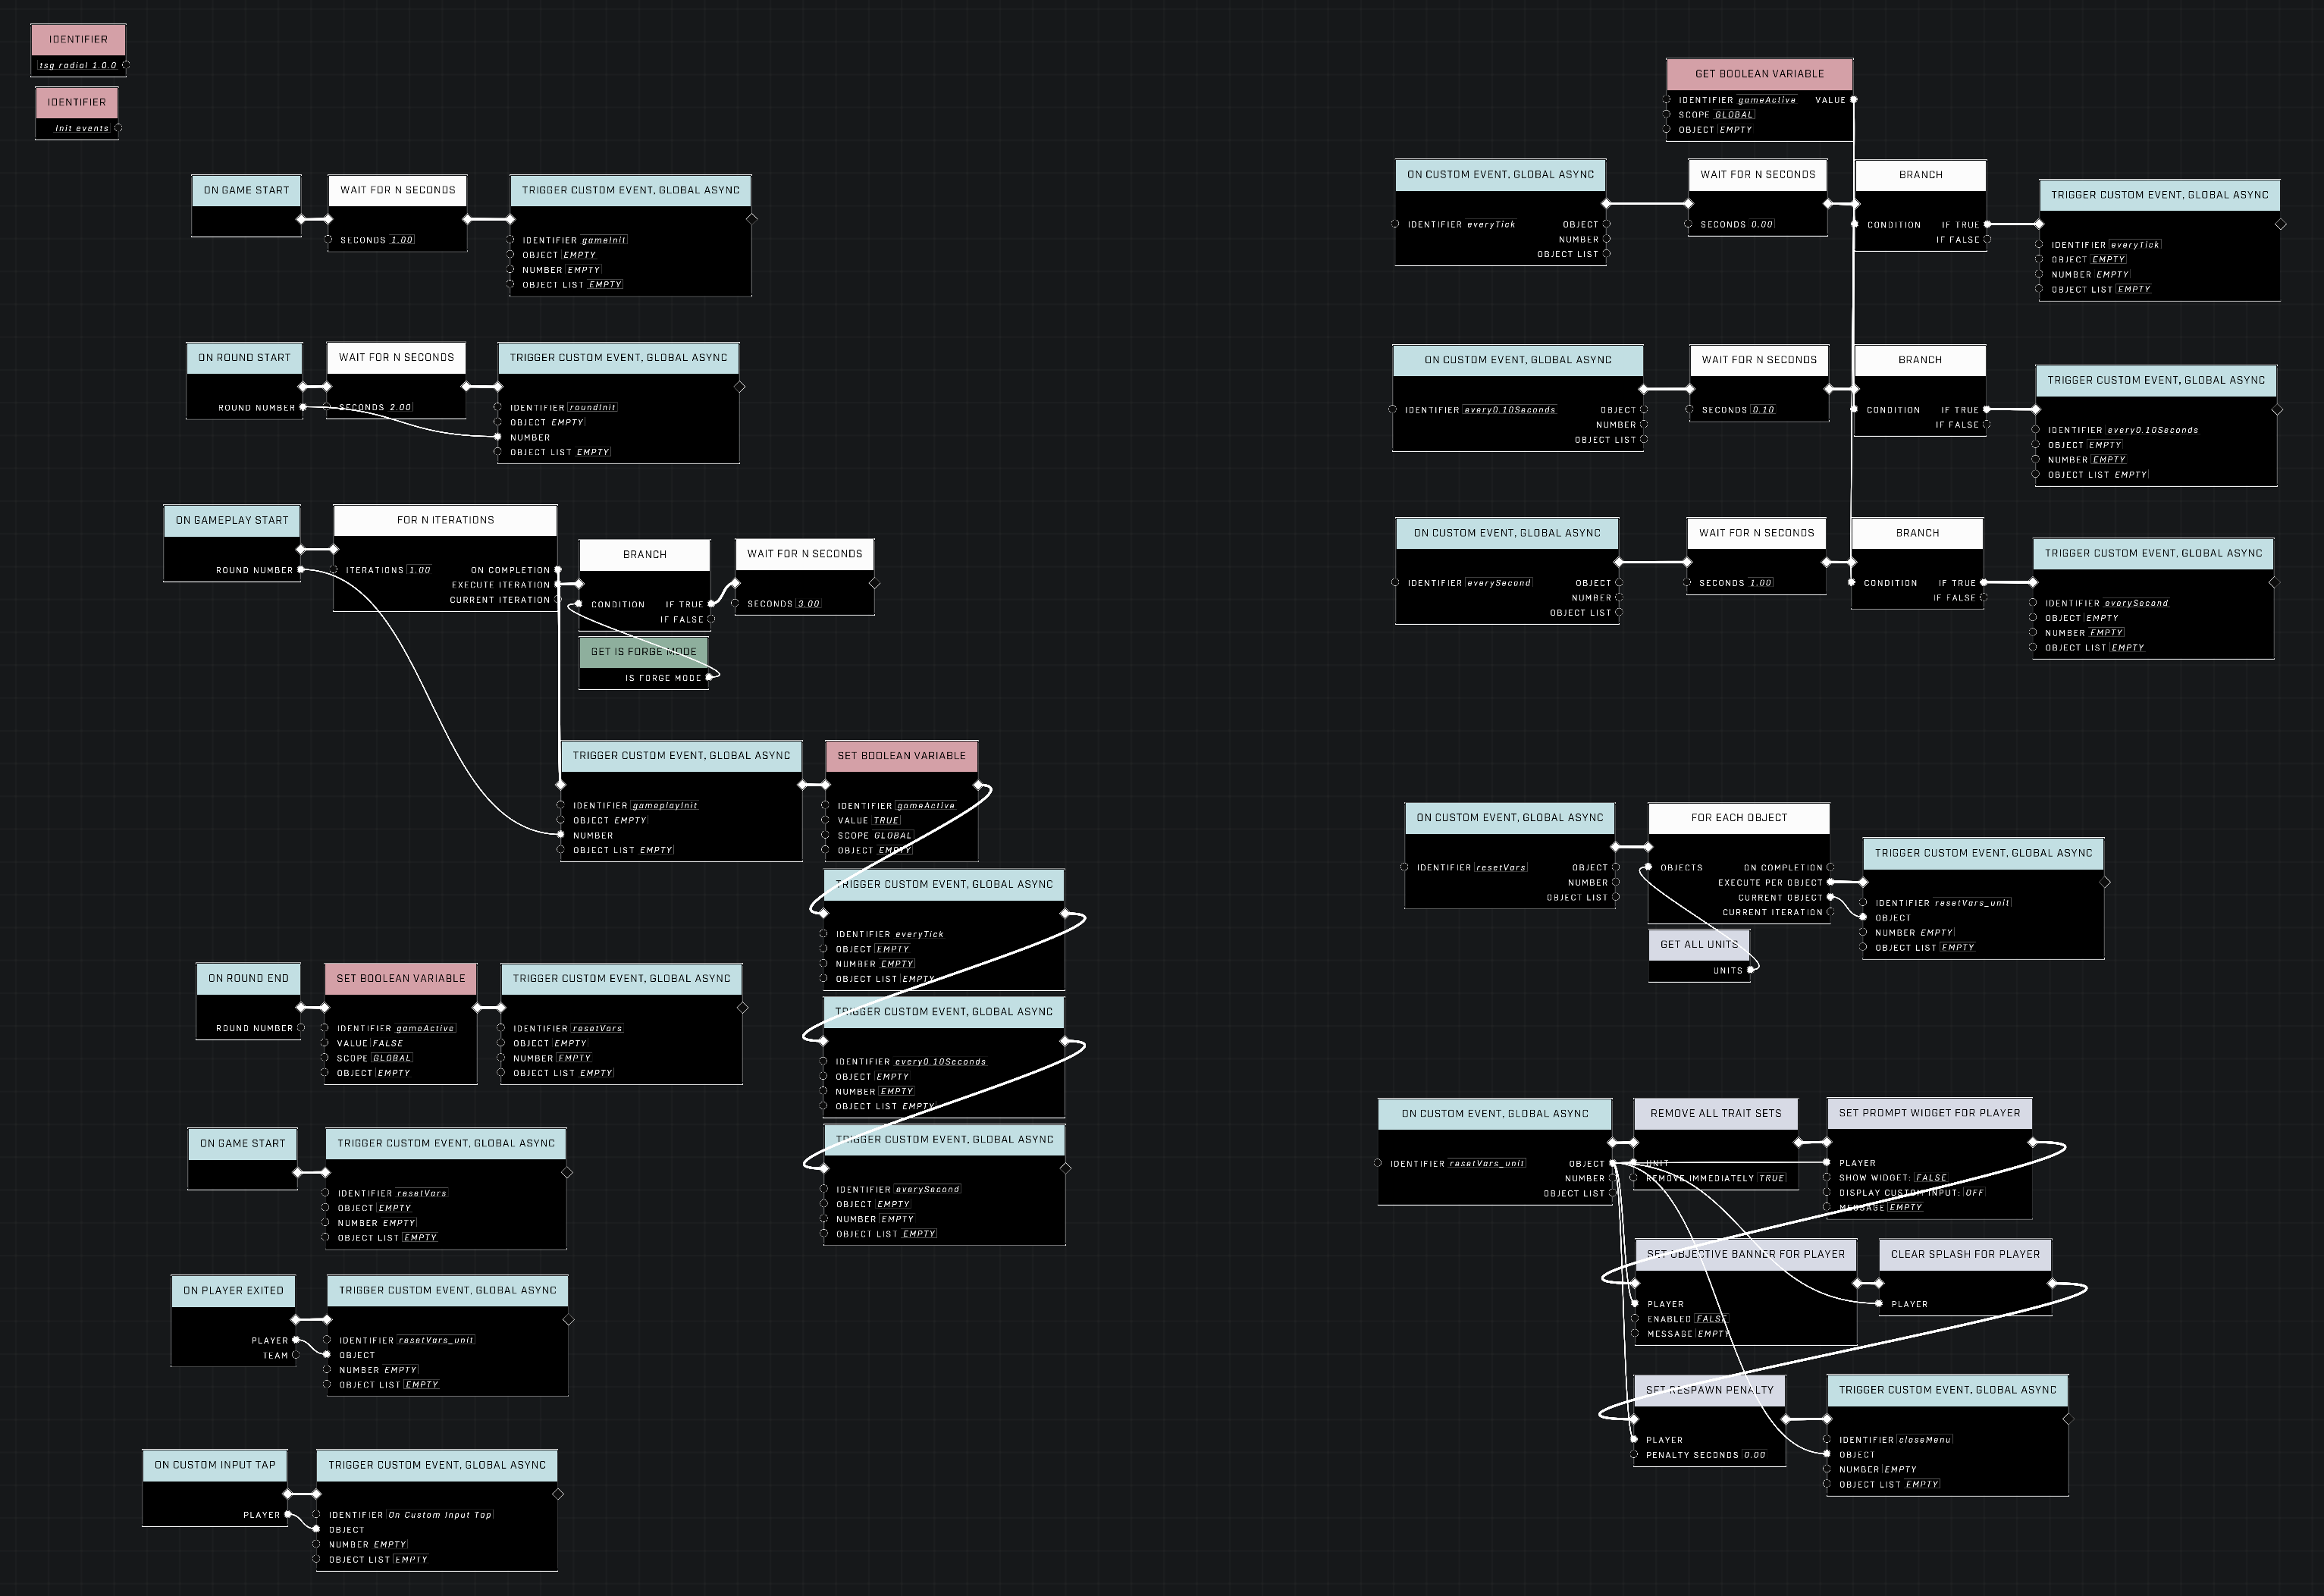 IDENTIFIER
tsg radial 1.0.0
IDENTIFIER
Init events
ON GAME START
WAIT FOR N SECONDS
SECONDS 1.00
TRIGGER CUSTOM EVENT, GLOBAL ASYNC
IDENTIFIER gameInit
OBJECT EMPTY
NUMBER EMPTY
OBJECT LIST EMPTY
ON ROUND START
ROUND NUMBER
WAIT FOR N SECONDS
SECONDS 2.00
TRIGGER CUSTOM EVENT, GLOBAL ASYNC
IDENTIFIER roundInit
OBJECT EMPTY
NUMBER
OBJECT LIST EMPTY
ON GAMEPLAY START
ROUND NUMBER
FOR N ITERATIONS
ITERATIONS 1.00 ON COMPLETION
EXECUTE ITERATION
CURRENT ITERATION
BRANCH
CONDITION IF TRUE
IF FALSE
WAIT FOR N SECONDS
SECONDS 3.00
GET IS FORGE MODE
IS FORGE MODE
TRIGGER CUSTOM EVENT, GLOBAL ASYNC
IDENTIFIER gameplayInit
OBJECT EMPTY
NUMBER
OBJECT LIST EMPTY
SET BOOLEAN VARIABLE
IDENTIFIER gameActive
VALUE TRUE
SCOPE GLOBAL
OBJECT EMPTY
TRIGGER CUSTOM EVENT, GLOBAL ASYNC
IDENTIFIER everyTick
OBJECT EMPTY
NUMBER EMPTY
OBJECT LIST EMPTY
TRIGGER CUSTOM EVENT, GLOBAL ASYNC
IDENTIFIER every0.10Seconds
OBJECT EMPTY
NUMBER EMPTY
OBJECT LIST EMPTY
TRIGGER CUSTOM EVENT, GLOBAL ASYNC
IDENTIFIER everySecond
OBJECT EMPTY
NUMBER EMPTY
OBJECT LIST EMPTY
ON ROUND END
ROUND NUMBER
SET BOOLEAN VARIABLE
IDENTIFIER gameActive
VALUE FALSE
SCOPE GLOBAL
OBJECT EMPTY
TRIGGER CUSTOM EVENT, GLOBAL ASYNC
IDENTIFIER resetVars
OBJECT EMPTY
NUMBER EMPTY
OBJECT LIST EMPTY
ON GAME START
TRIGGER CUSTOM EVENT, GLOBAL ASYNC
IDENTIFIER resetVars
OBJECT EMPTY
NUMBER EMPTY
OBJECT LIST EMPTY
ON PLAYER EXITED
PLAYER
TEAM
TRIGGER CUSTOM EVENT, GLOBAL ASYNC
IDENTIFIER resetVars_unit
OBJECT
NUMBER EMPTY
OBJECT LIST EMPTY
ON CUSTOM INPUT TAP
PLAYER
TRIGGER CUSTOM EVENT, GLOBAL ASYNC
IDENTIFIER On Custom Input Tap
OBJECT
NUMBER EMPTY
OBJECT LIST EMPTY
GET BOOLEAN VARIABLE
IDENTIFIER gameActive VALUE
SCOPE GLOBAL
OBJECT EMPTY
ON CUSTOM EVENT, GLOBAL ASYNC
IDENTIFIER everyTick OBJECT
NUMBER
OBJECT LIST
WAIT FOR N SECONDS
SECONDS 0.00
BRANCH
CONDITION IF TRUE
IF FALSE
TRIGGER CUSTOM EVENT, GLOBAL ASYNC
IDENTIFIER everyTick
OBJECT EMPTY
NUMBER EMPTY
OBJECT LIST EMPTY
ON CUSTOM EVENT, GLOBAL ASYNC
IDENTIFIER every0.10Seconds OBJECT
NUMBER
OBJECT LIST
WAIT FOR N SECONDS
SECONDS 0.10
BRANCH
CONDITION IF TRUE
IF FALSE
TRIGGER CUSTOM EVENT, GLOBAL ASYNC
IDENTIFIER every0.10Seconds
OBJECT EMPTY
NUMBER EMPTY
OBJECT LIST EMPTY
ON CUSTOM EVENT, GLOBAL ASYNC
IDENTIFIER everySecond OBJECT
NUMBER
OBJECT LIST
WAIT FOR N SECONDS
SECONDS 1.00
BRANCH
CONDITION IF TRUE
IF FALSE
TRIGGER CUSTOM EVENT, GLOBAL ASYNC
IDENTIFIER everySecond
OBJECT EMPTY
NUMBER EMPTY
OBJECT LIST EMPTY
ON CUSTOM EVENT, GLOBAL ASYNC
IDENTIFIER resetVars OBJECT
NUMBER
OBJECT LIST
FOR EACH OBJECT
OBJECTS ON COMPLETION
EXECUTE PER OBJECT
CURRENT OBJECT
CURRENT ITERATION
GET ALL UNITS
UNITS
TRIGGER CUSTOM EVENT, GLOBAL ASYNC
IDENTIFIER resetVars_unit
OBJECT
NUMBER EMPTY
OBJECT LIST EMPTY
ON CUSTOM EVENT, GLOBAL ASYNC
IDENTIFIER resetVars_unit OBJECT
NUMBER
OBJECT LIST
REMOVE ALL TRAIT SETS
UNIT
REMOVE IMMEDIATELY TRUE
SET PROMPT WIDGET FOR PLAYER
PLAYER
SHOW WIDGET: FALSE
DISPLAY CUSTOM INPUT: OFF
MESSAGE EMPTY
SET OBJECTIVE BANNER FOR PLAYER
PLAYER
ENABLED FALSE
MESSAGE EMPTY
CLEAR SPLASH FOR PLAYER
PLAYER
SET RESPAWN PENALTY
PLAYER
PENALTY SECONDS 0.00
TRIGGER CUSTOM EVENT, GLOBAL ASYNC
IDENTIFIER closeMenu
OBJECT
NUMBER EMPTY
OBJECT LIST EMPTY